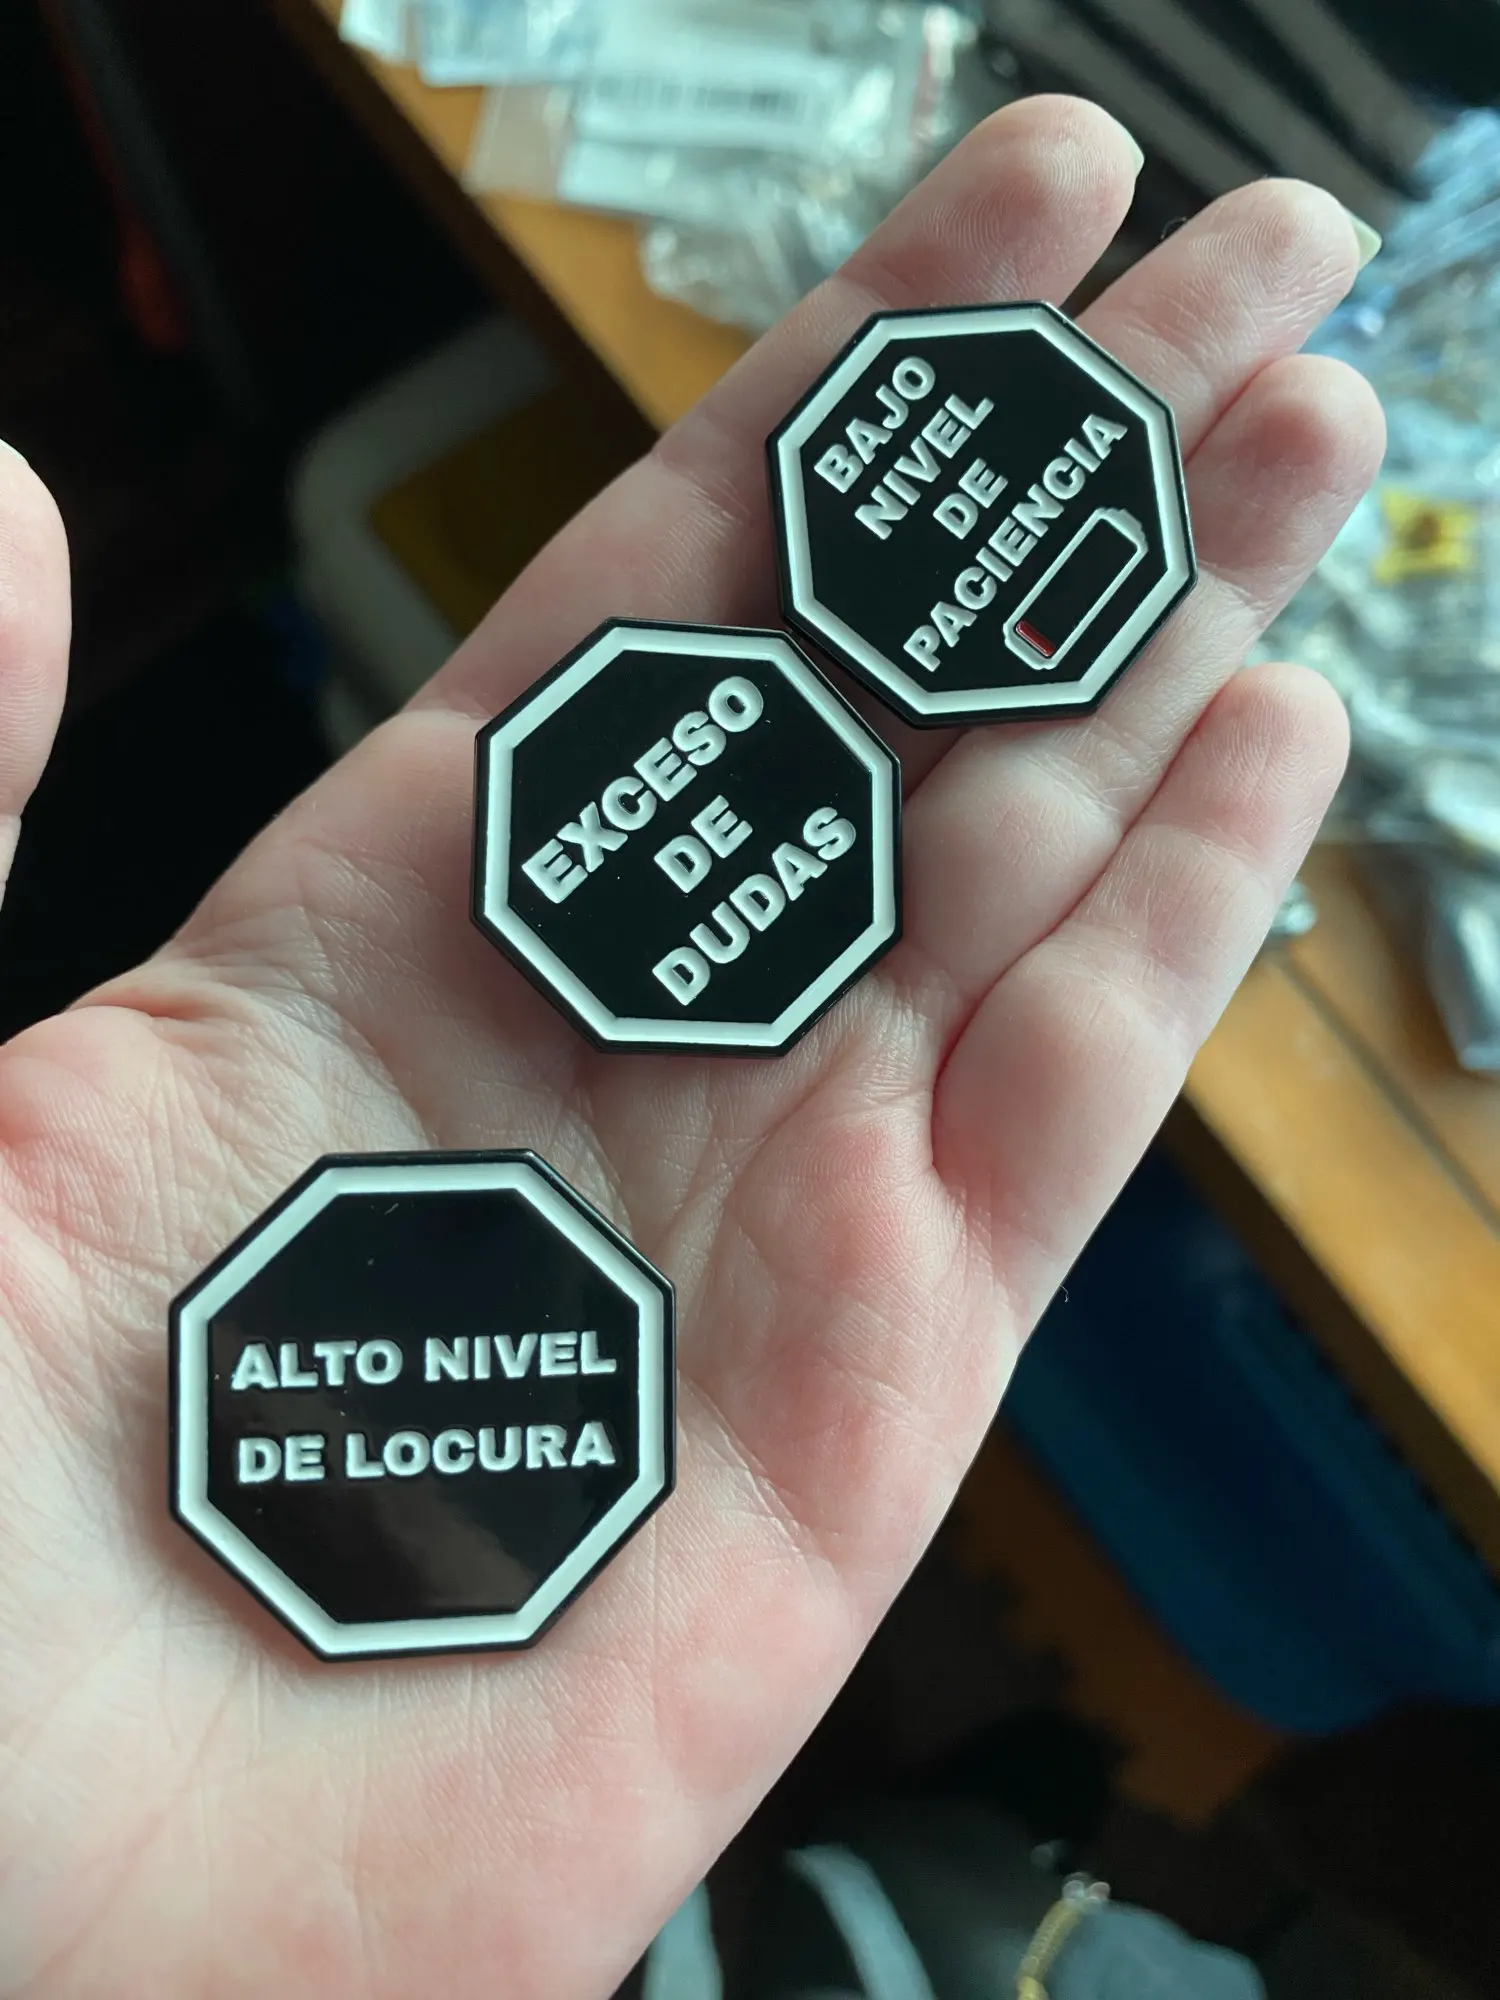 BAJO
NIVEL
DE
PACIENCIA
EXCESO
DE
DUDAS
ALTO NIVEL
DE LOCURA